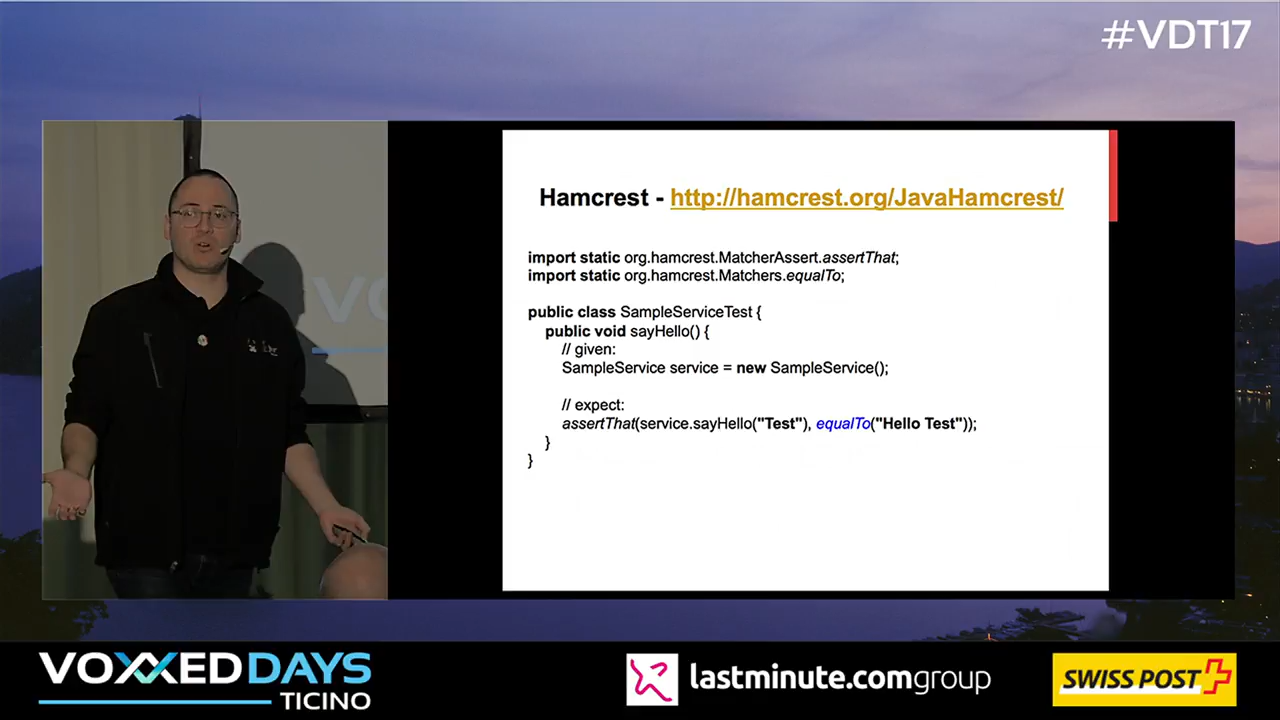 #VDT17
Hamcrest - http://hamcrest.org/JavaHamcrest/
import static org.hamcrest.MatcherAssert.assertThat;
import static org.hamcrest.Matchers.equalTo;
public class SampleServiceTest {
public void sayHello() {
// given:
SampleService service = new SampleService();
// expect:
assertThat(service.sayHello("Test"), equalTo("Hello Test"));
}
}
VO
VOXXED DAYS
TICINO
lastminute.comgroup
SWISS POST